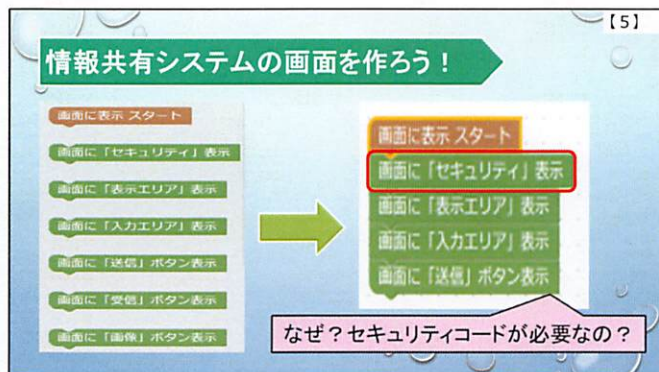 【5】
情報共有システムの画面を作ろう！
画面に表示 スタート
画面に「セキュリティ」表示
画面に「表示エリア」表示
画面に「入力エリア」表示
画面に「送信」ボタン表示
画面に「受信」ボタン表示
画面に「画像」ボタン表示
画面に表示 スタート
画面に「セキュリティ」表示
画面に「表示エリア」表示
画面に「入力エリア」表示
画面に「送信」ボタン表示
なぜ？セキュリティコードが必要なの？